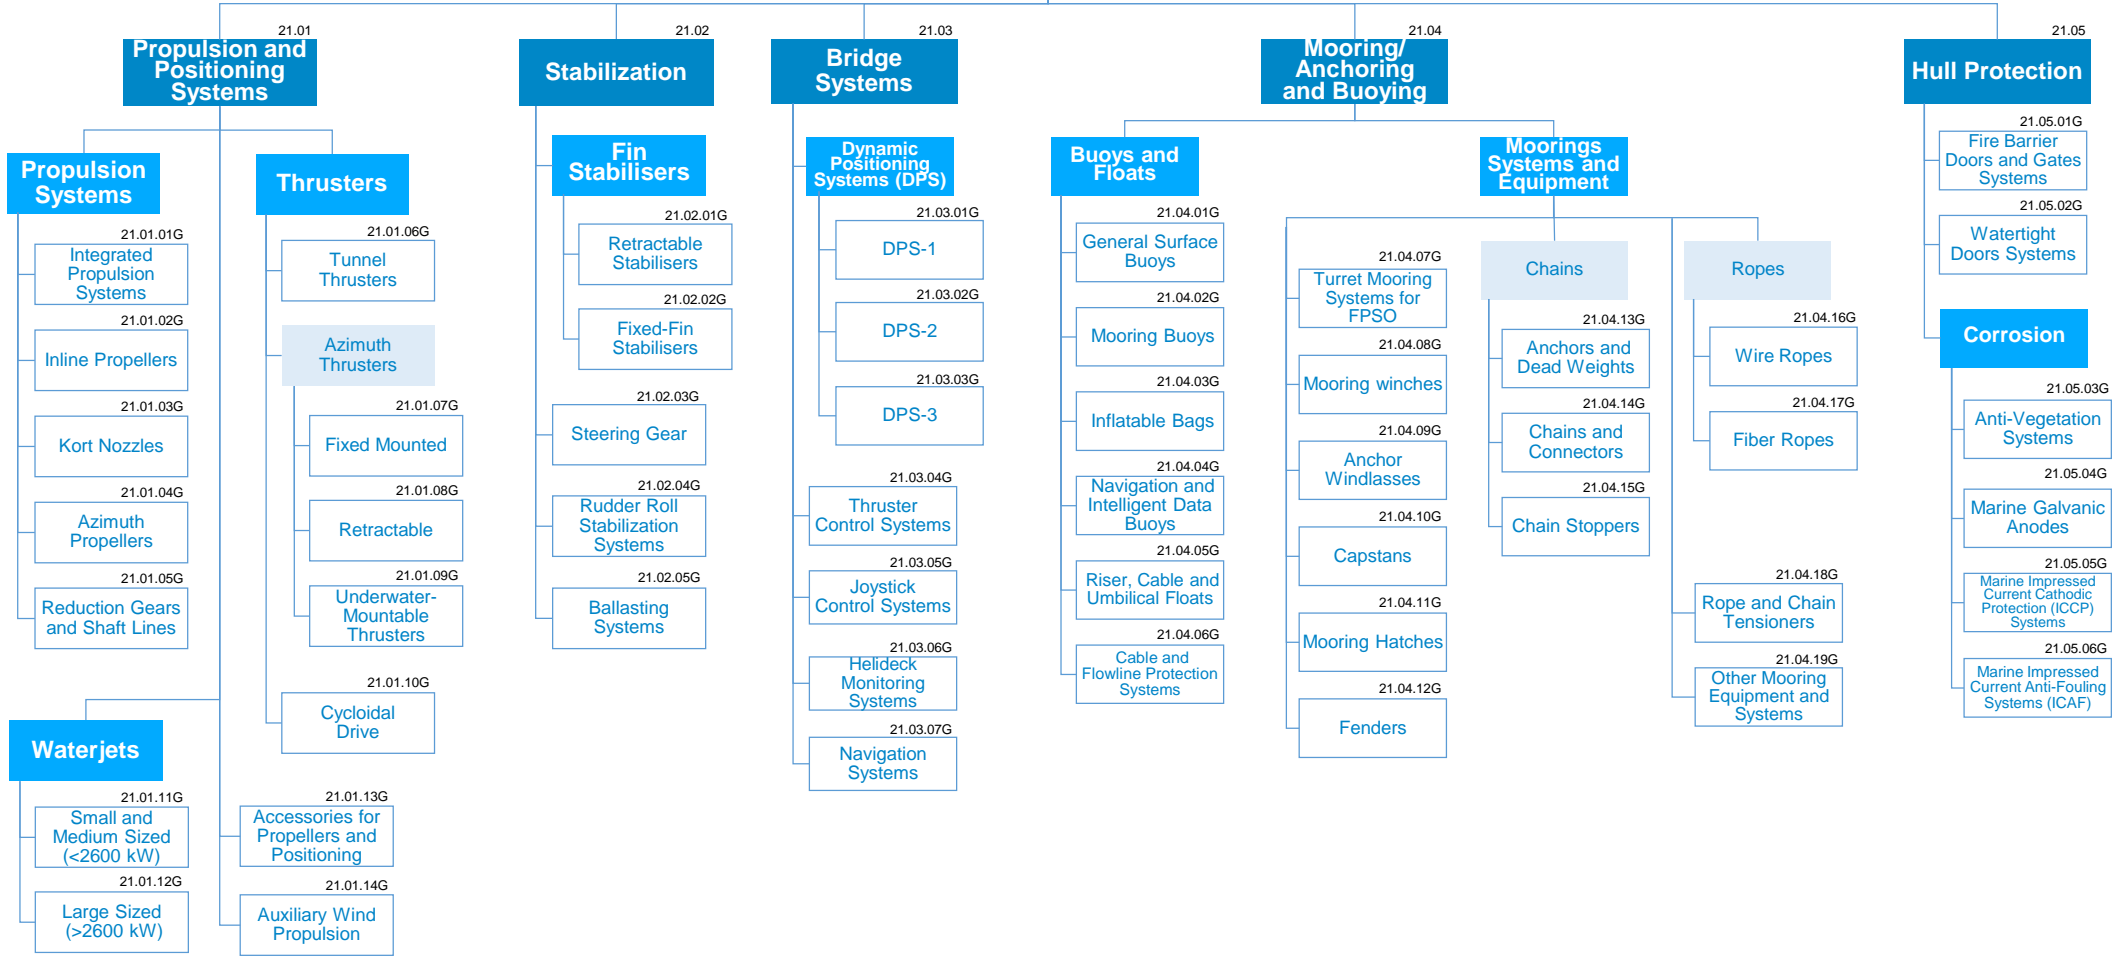 21.01
Propulsion and
Positioning
Systems
Propulsion
Systems
21.01.01G
Integrated
Propulsion
Systems
21.01.02G
Inline Propellers
21.01.03G
Kort Nozzles
21.01.04G
Azimuth
Propellers
21.01.05G
Reduction Gears
and Shaft Lines
Thrusters
21.01.06G
Tunnel
Thrusters
Azimuth
Thrusters
21.01.07G
Fixed Mounted
21.01.08G
Retractable
21.01.09G
Underwater-
Mountable
Thrusters
21.01.10G
Cycloidal
Drive
Waterjets
21.01.11G
Small and
Medium Sized
(<2600 kW)
21.01.12G
Large Sized
(>2600 kW)
21.01.13G
Accessories for
Propellers and
Positioning
21.01.14G
Auxiliary Wind
Propulsion
21.02
Stabilization
Fin
Stabilisers
21.02.01G
Retractable
Stabilisers
21.02.02G
Fixed-Fin
Stabilisers
21.02.03G
Steering Gear
21.02.04G
Rudder Roll
Stabilization
Systems
21.02.05G
Ballasting
Systems
21.03
Bridge
Systems
Dynamic
Positioning
Systems (DPS)
21.03.01G
DPS-1
21.03.02G
DPS-2
21.03.03G
DPS-3
21.03.04G
Thruster
Control Systems
21.03.05G
Joystick
Control Systems
21.03.06G
Helideck
Monitoring
Systems
21.03.07G
Navigation
Systems
21.04
Mooring/
Anchoring
and Buoying
Buoys and
Floats
21.04.01G
General Surface
Buoys
21.04.02G
Mooring Buoys
21.04.03G
Inflatable Bags
21.04.04G
Navigation and
Intelligent Data
Buoys
21.04.05G
Riser, Cable and
Umbilical Floats
21.04.06G
Cable and
Flowline Protection
Systems
Moorings
Systems and
Equipment
21.04.07G
Turret Mooring
Systems for
FPSO
21.04.08G
Mooring winches
21.04.09G
Anchor
Windlasses
21.04.10G
Capstans
21.04.11G
Mooring Hatches
21.04.12G
Fenders
Chains
21.04.13G
Anchors and
Dead Weights
21.04.14G
Chains and
Connectors
21.04.15G
Chain Stoppers
Ropes
21.04.16G
Wire Ropes
21.04.17G
Fiber Ropes
21.04.18G
Rope and Chain
Tensioners
21.04.19G
Other Mooring
Equipment and
Systems
21.05
Hull Protection
21.05.01G
Fire Barrier
Doors and Gates
Systems
21.05.02G
Watertight
Doors Systems
Corrosion
21.05.03G
Anti-Vegetation
Systems
21.05.04G
Marine Galvanic
Anodes
21.05.05G
Marine Impressed
Current Cathodic
Protection (ICCP)
Systems
21.05.06G
Marine Impressed
Current Anti-Fouling
Systems (ICAF)